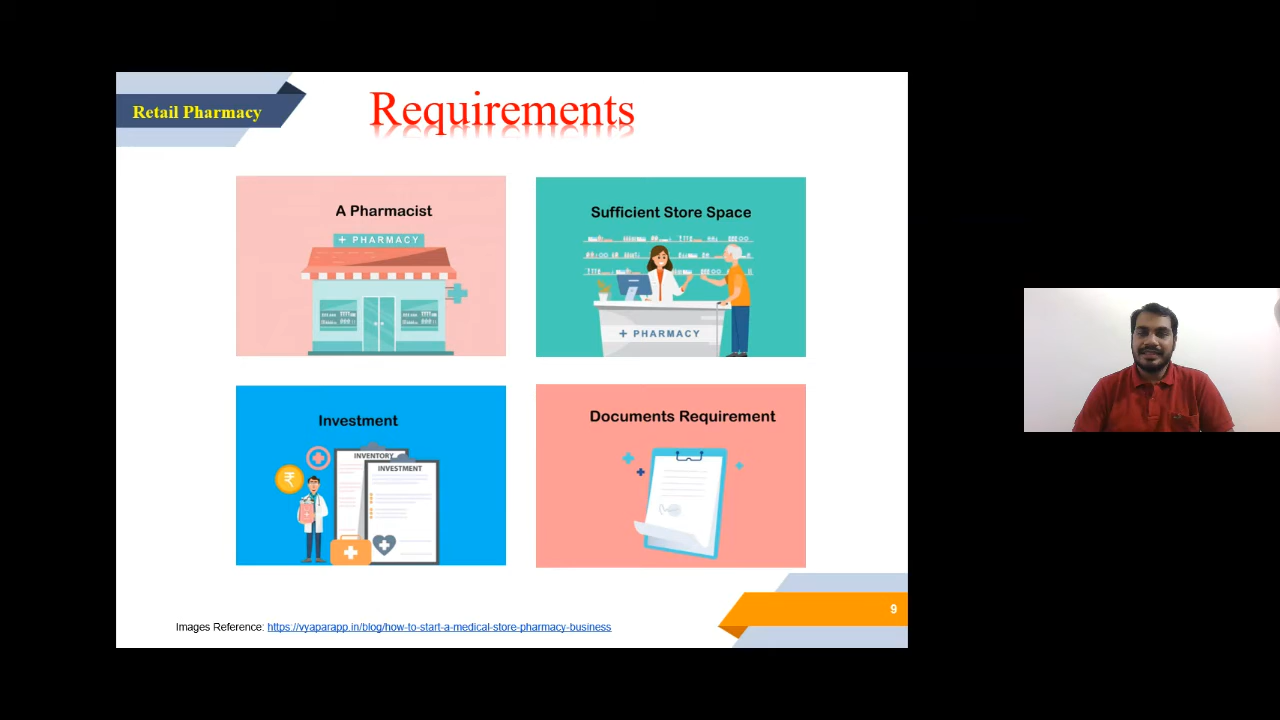 Retail Pharmacy
Requirements
A Pharmacist
+ PHARMACY
Sufficient Store Space
+ PHARMACY
Investment
INVENTORY
INVESTMENT
₹
Documents Requirement
9
Images Reference: https://vyaparapp.in/blog/how-to-start-a-medical-store-pharmacy-business